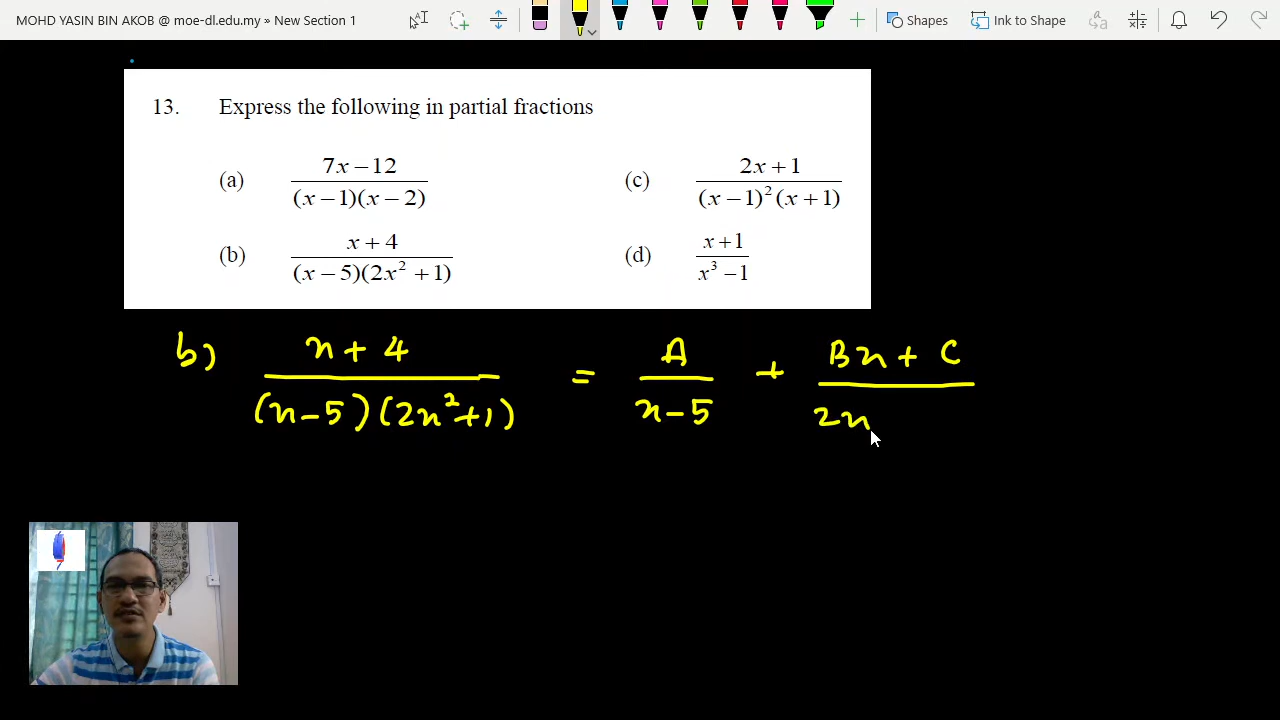 MOHD YASIN BIN AKOB @ moe-dl.edu.my » New Section 1
Shapes
Ink to Shape
13. Express the following in partial fractions
(a) (7x − 12)/((x − 1)(x − 2))
(c) (2x + 1)/((x − 1)²(x + 1))
(b) (x + 4)/((x − 5)(2x² + 1))
(d) (x + 1)/(x³ − 1)
b) (x + 4)/((x − 5)(2x² + 1)) = A/(x − 5) + (Bx + C)/(2x